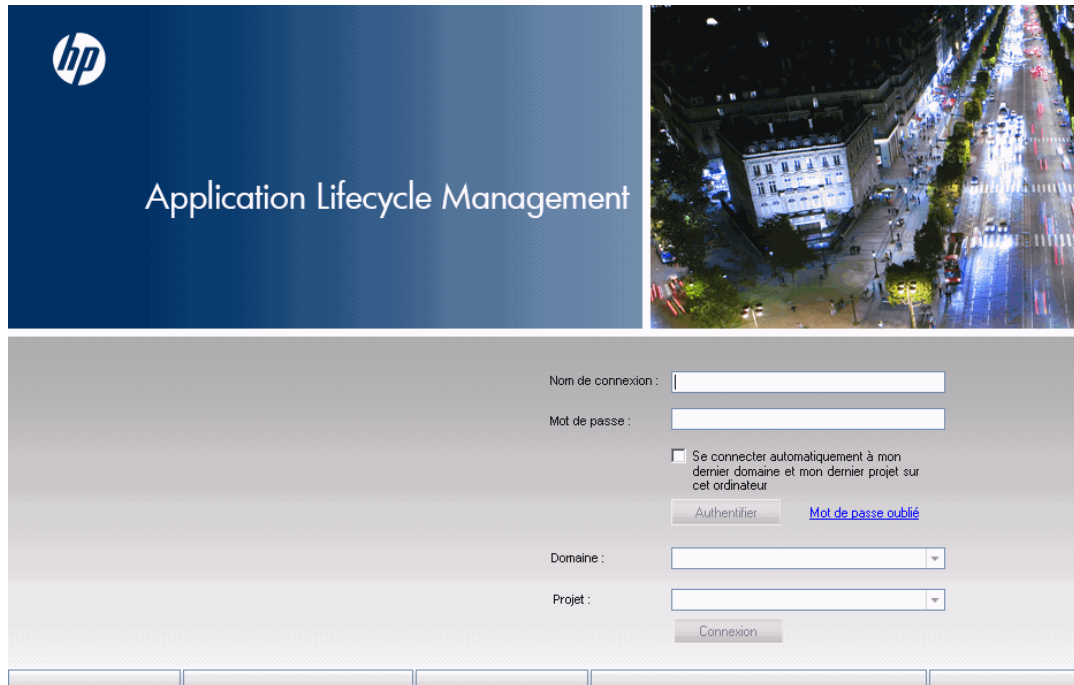 hp
Application Lifecycle Management
Nom de connexion :
Mot de passe :
Se connecter automatiquement à mon
dernier domaine et mon dernier projet sur
cet ordinateur
Authentifier Mot de passe oublié
Domaine :
Projet :
Connexion